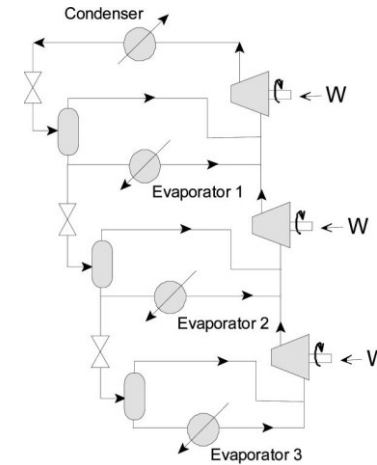 Condenser
W
Evaporator 1
W
Evaporator 2
W
Evaporator 3